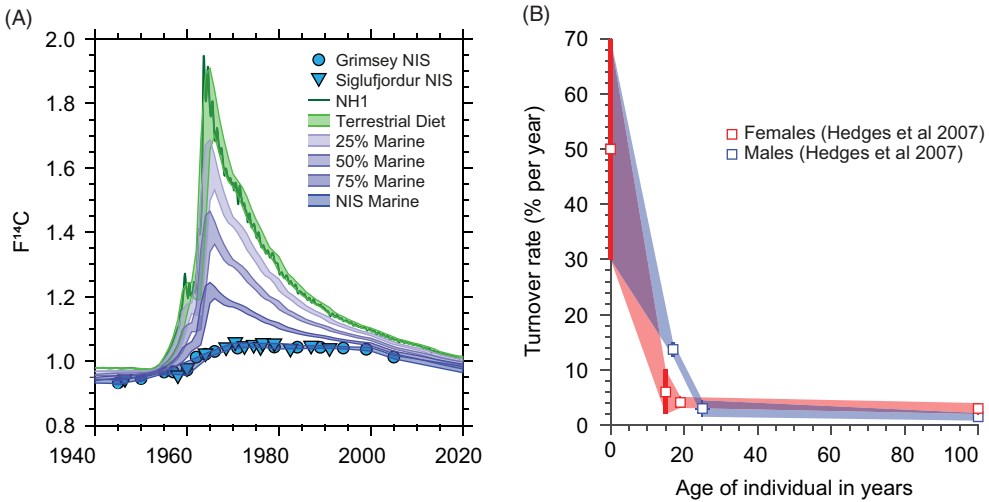 (A)
2.0
1.8
1.6
1.4
1.2
1.0
0.8
F¹⁴C
1940
1960
1980
2000
2020
Grimsey NIS
Siglufjordur NIS
NH1
Terrestrial Diet
25% Marine
50% Marine
75% Marine
NIS Marine
(B)
70
60
50
40
30
20
10
0
Turnover rate (% per year)
0
20
40
60
80
100
Age of individual in years
Females (Hedges et al 2007)
Males (Hedges et al 2007)